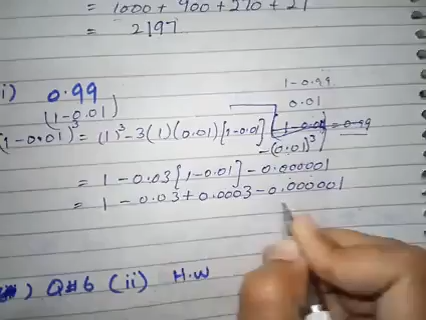 = 1000 + 900 + 270 + 27
= 2197
i) 0.99
(1-0.01)
1-0.99
0.01
(1-0.01)³ = (1)³-3(1)(0.01)[1-0.01] = 0.99
-(0.01)³
= 1 - 0.03[1-0.01] - 0.000001
= 1 - 0.03+0.0003-0.000001
) Q#6 (ii) H.W